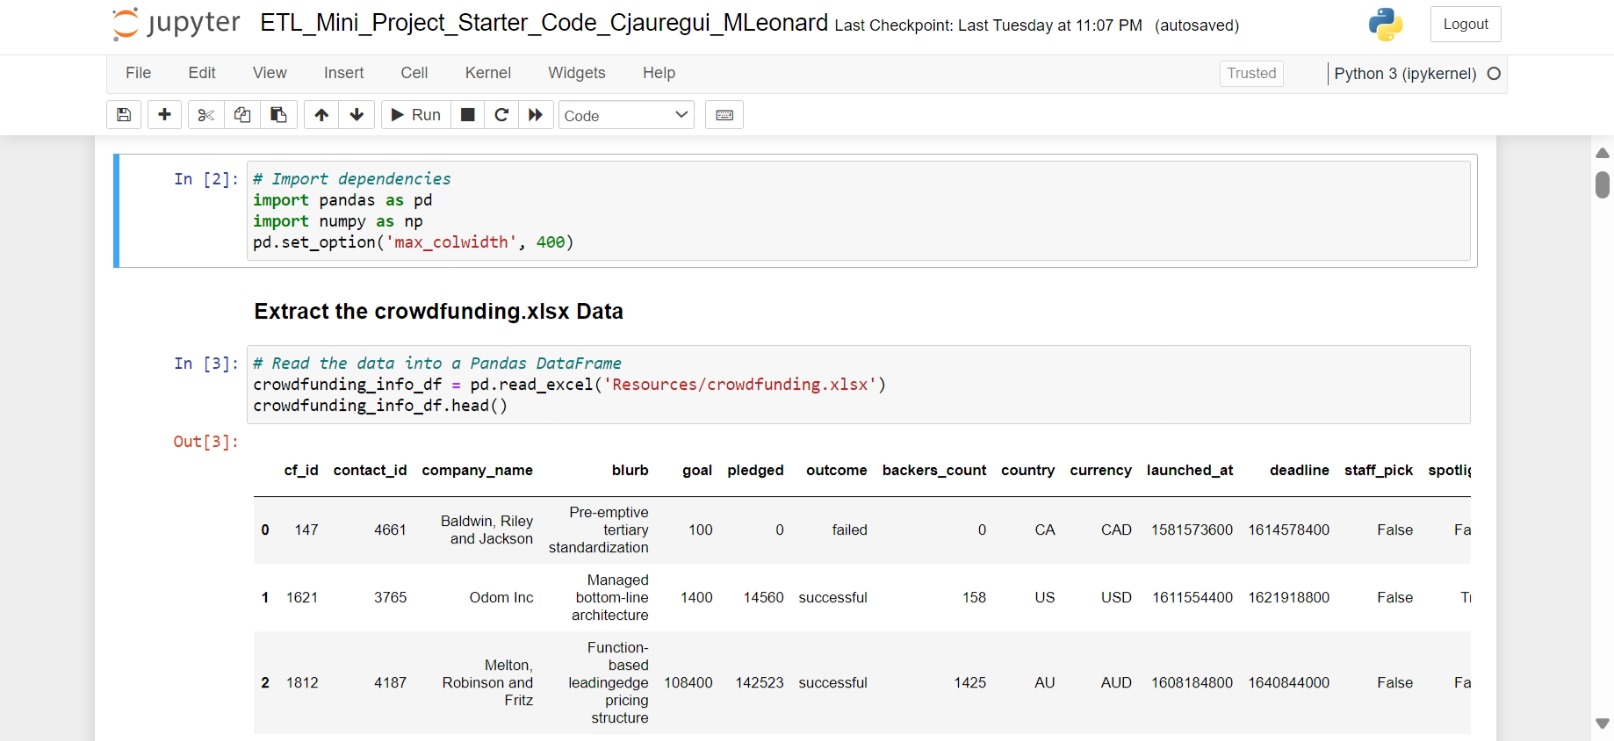 jupyter ETL_Mini_Project_Starter_Code_Cjauregui_MLeonard Last Checkpoint: Last Tuesday at 11:07 PM (autosaved) Logout
File Edit View Insert Cell Kernel Widgets Help Trusted Python 3 (ipykernel)
Run Code
In [2]: # Import dependencies
import pandas as pd
import numpy as np
pd.set_option('max_colwidth', 400)
Extract the crowdfunding.xlsx Data
In [3]: # Read the data into a Pandas DataFrame
crowdfunding_info_df = pd.read_excel('Resources/crowdfunding.xlsx')
crowdfunding_info_df.head()
Out[3]:
cf_id contact_id company_name blurb goal pledged outcome backers_count country currency launched_at deadline staff_pick
0 147 4661 Baldwin, Riley and Jackson Pre-emptive tertiary standardization 100 0 failed 0 CA CAD 1581573600 1614578400 False
1 1621 3765 Odom Inc Managed bottom-line architecture 1400 14560 successful 158 US USD 1611554400 1621918800 False
2 1812 4187 Melton, Robinson and Fritz Function-based leadingedge pricing structure 108400 142523 successful 1425 AU AUD 1608184800 1640844000 False